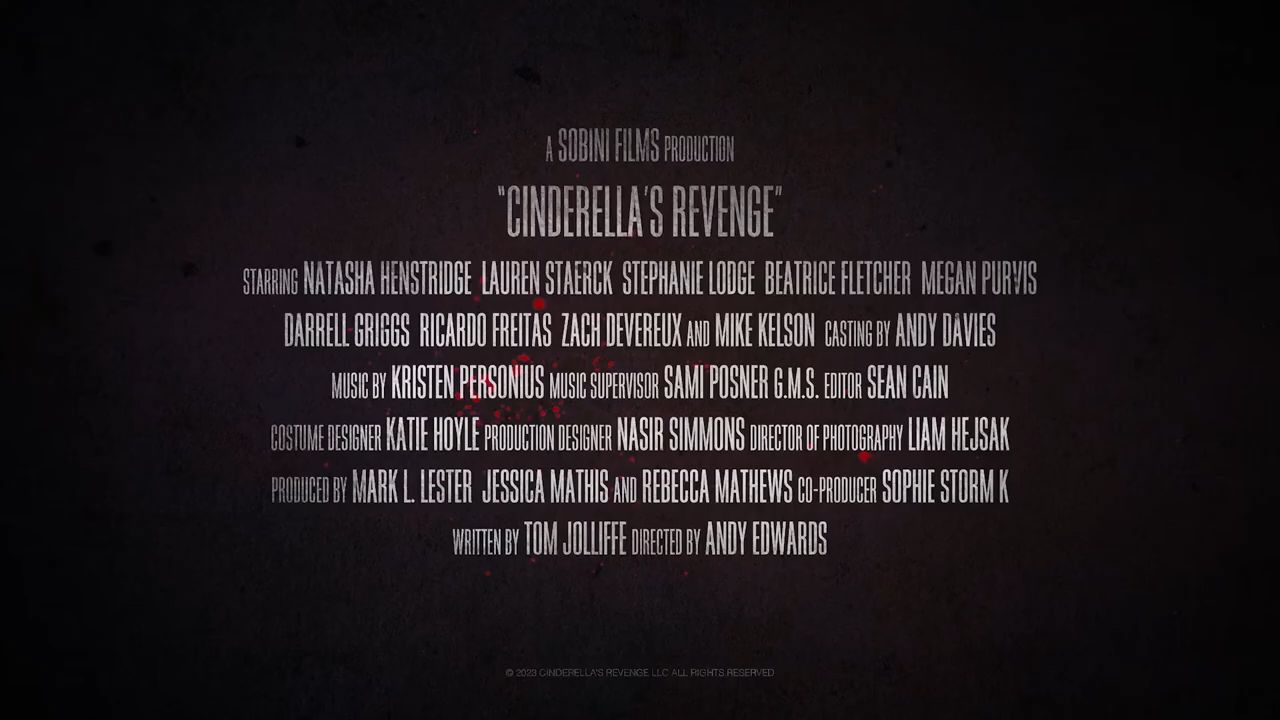 A SOBINI FILMS PRODUCTION
"CINDERELLA'S REVENGE"
STARRING NATASHA HENSTRIDGE LAUREN STAERCK STEPHANIE LODGE BEATRICE FLETCHER MEGAN PURVIS
DARRELL GRIGGS RICARDO FREITAS ZACH DEVEREUX AND MIKE KELSON CASTING BY ANDY DAVIES
MUSIC BY KRISTEN PERSONIUS MUSIC SUPERVISOR SAMI POSNER G.M.S. EDITOR SEAN CAIN
COSTUME DESIGNER KATIE HOYLE PRODUCTION DESIGNER NASIR SIMMONS DIRECTOR OF PHOTOGRAPHY LIAM HEJSAK
PRODUCED BY MARK L. LESTER JESSICA MATHIS AND REBECCA MATHEWS CO-PRODUCER SOPHIE STORM K
WRITTEN BY TOM JOLLIFFE DIRECTED BY ANDY EDWARDS
© 2023 CINDERELLA'S REVENGE LLC ALL RIGHTS RESERVED